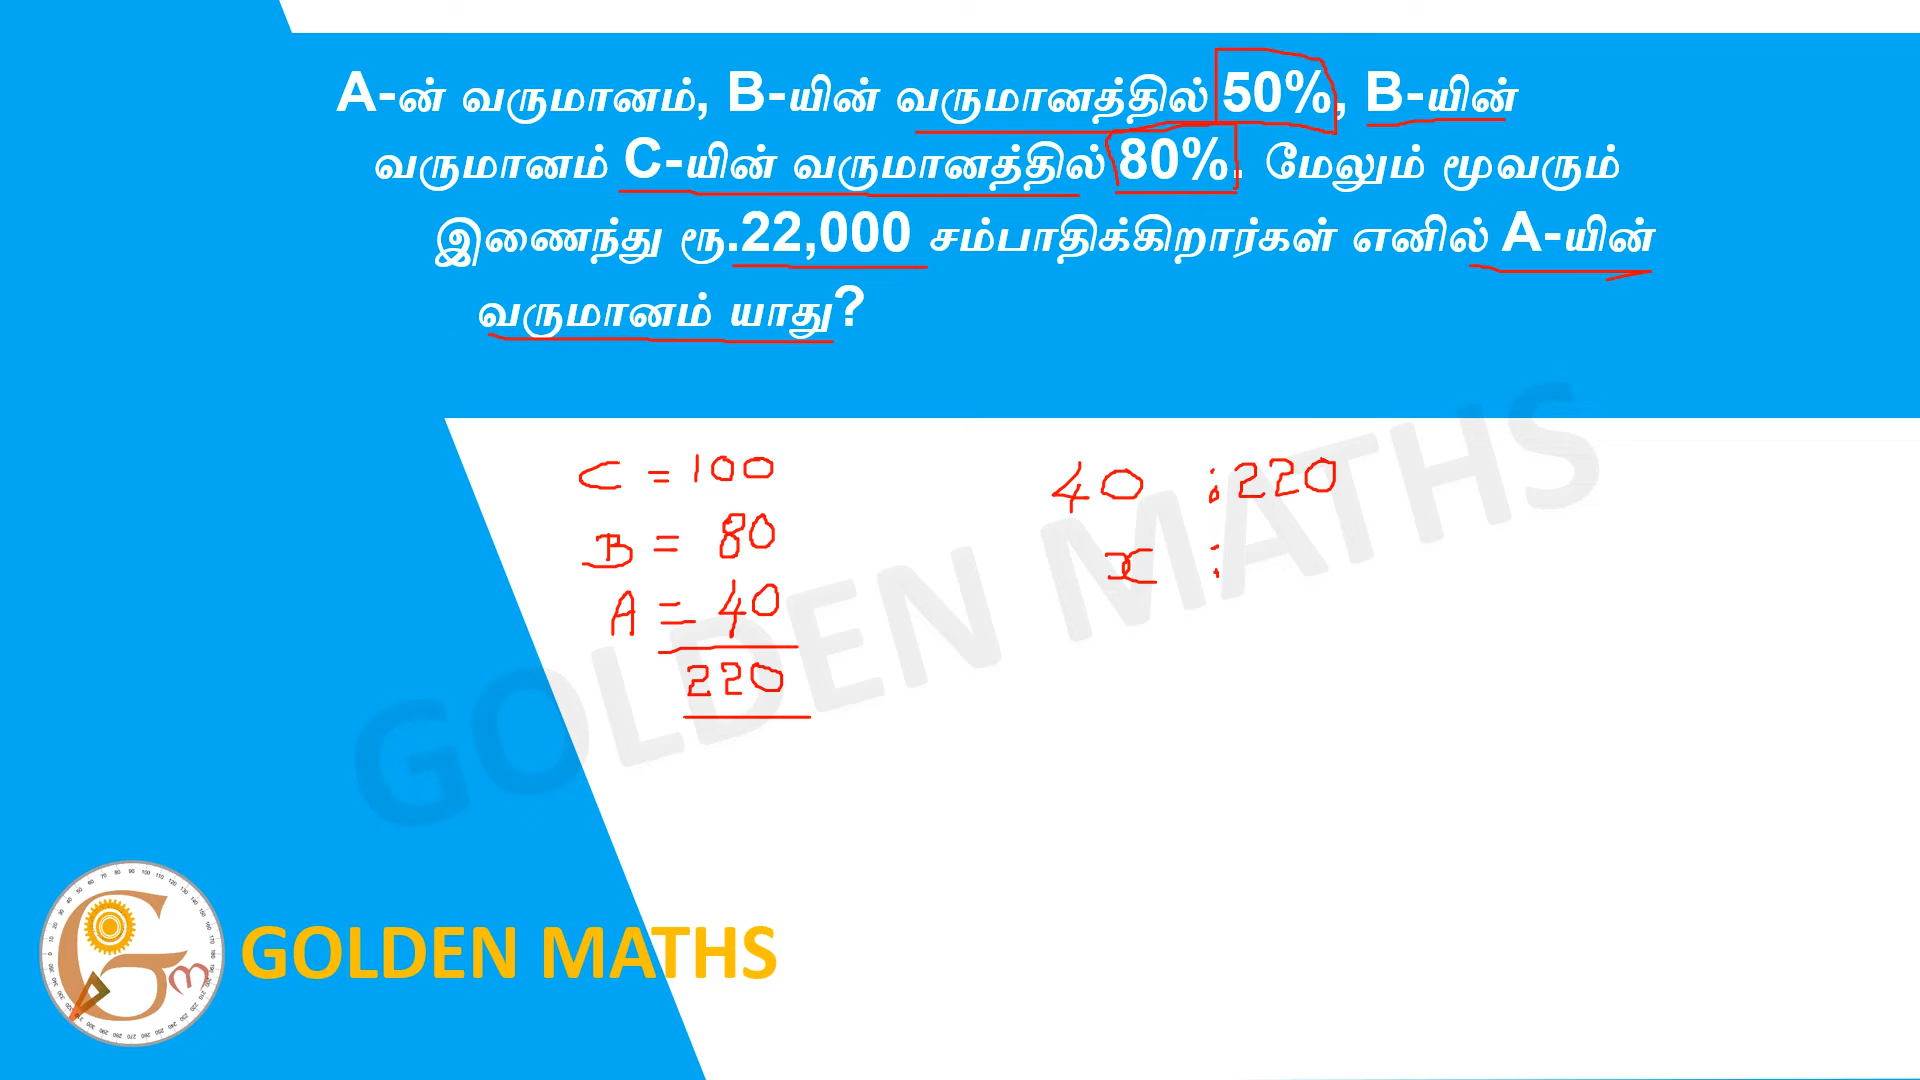 A-ன் வருமானம், B-யின் வருமானத்தில் 50%, B-யின்
வருமானம் C-யின் வருமானத்தில் 80%. மேலும் மூவரும்
இணைந்து ரூ.22,000 சம்பாதிக்கிறார்கள் எனில் A-யின்
வருமானம் யாது?
C = 100
B = 80
A = 40
220
40 : 220
x :
GOLDEN MATHS
GOLDEN MATHS